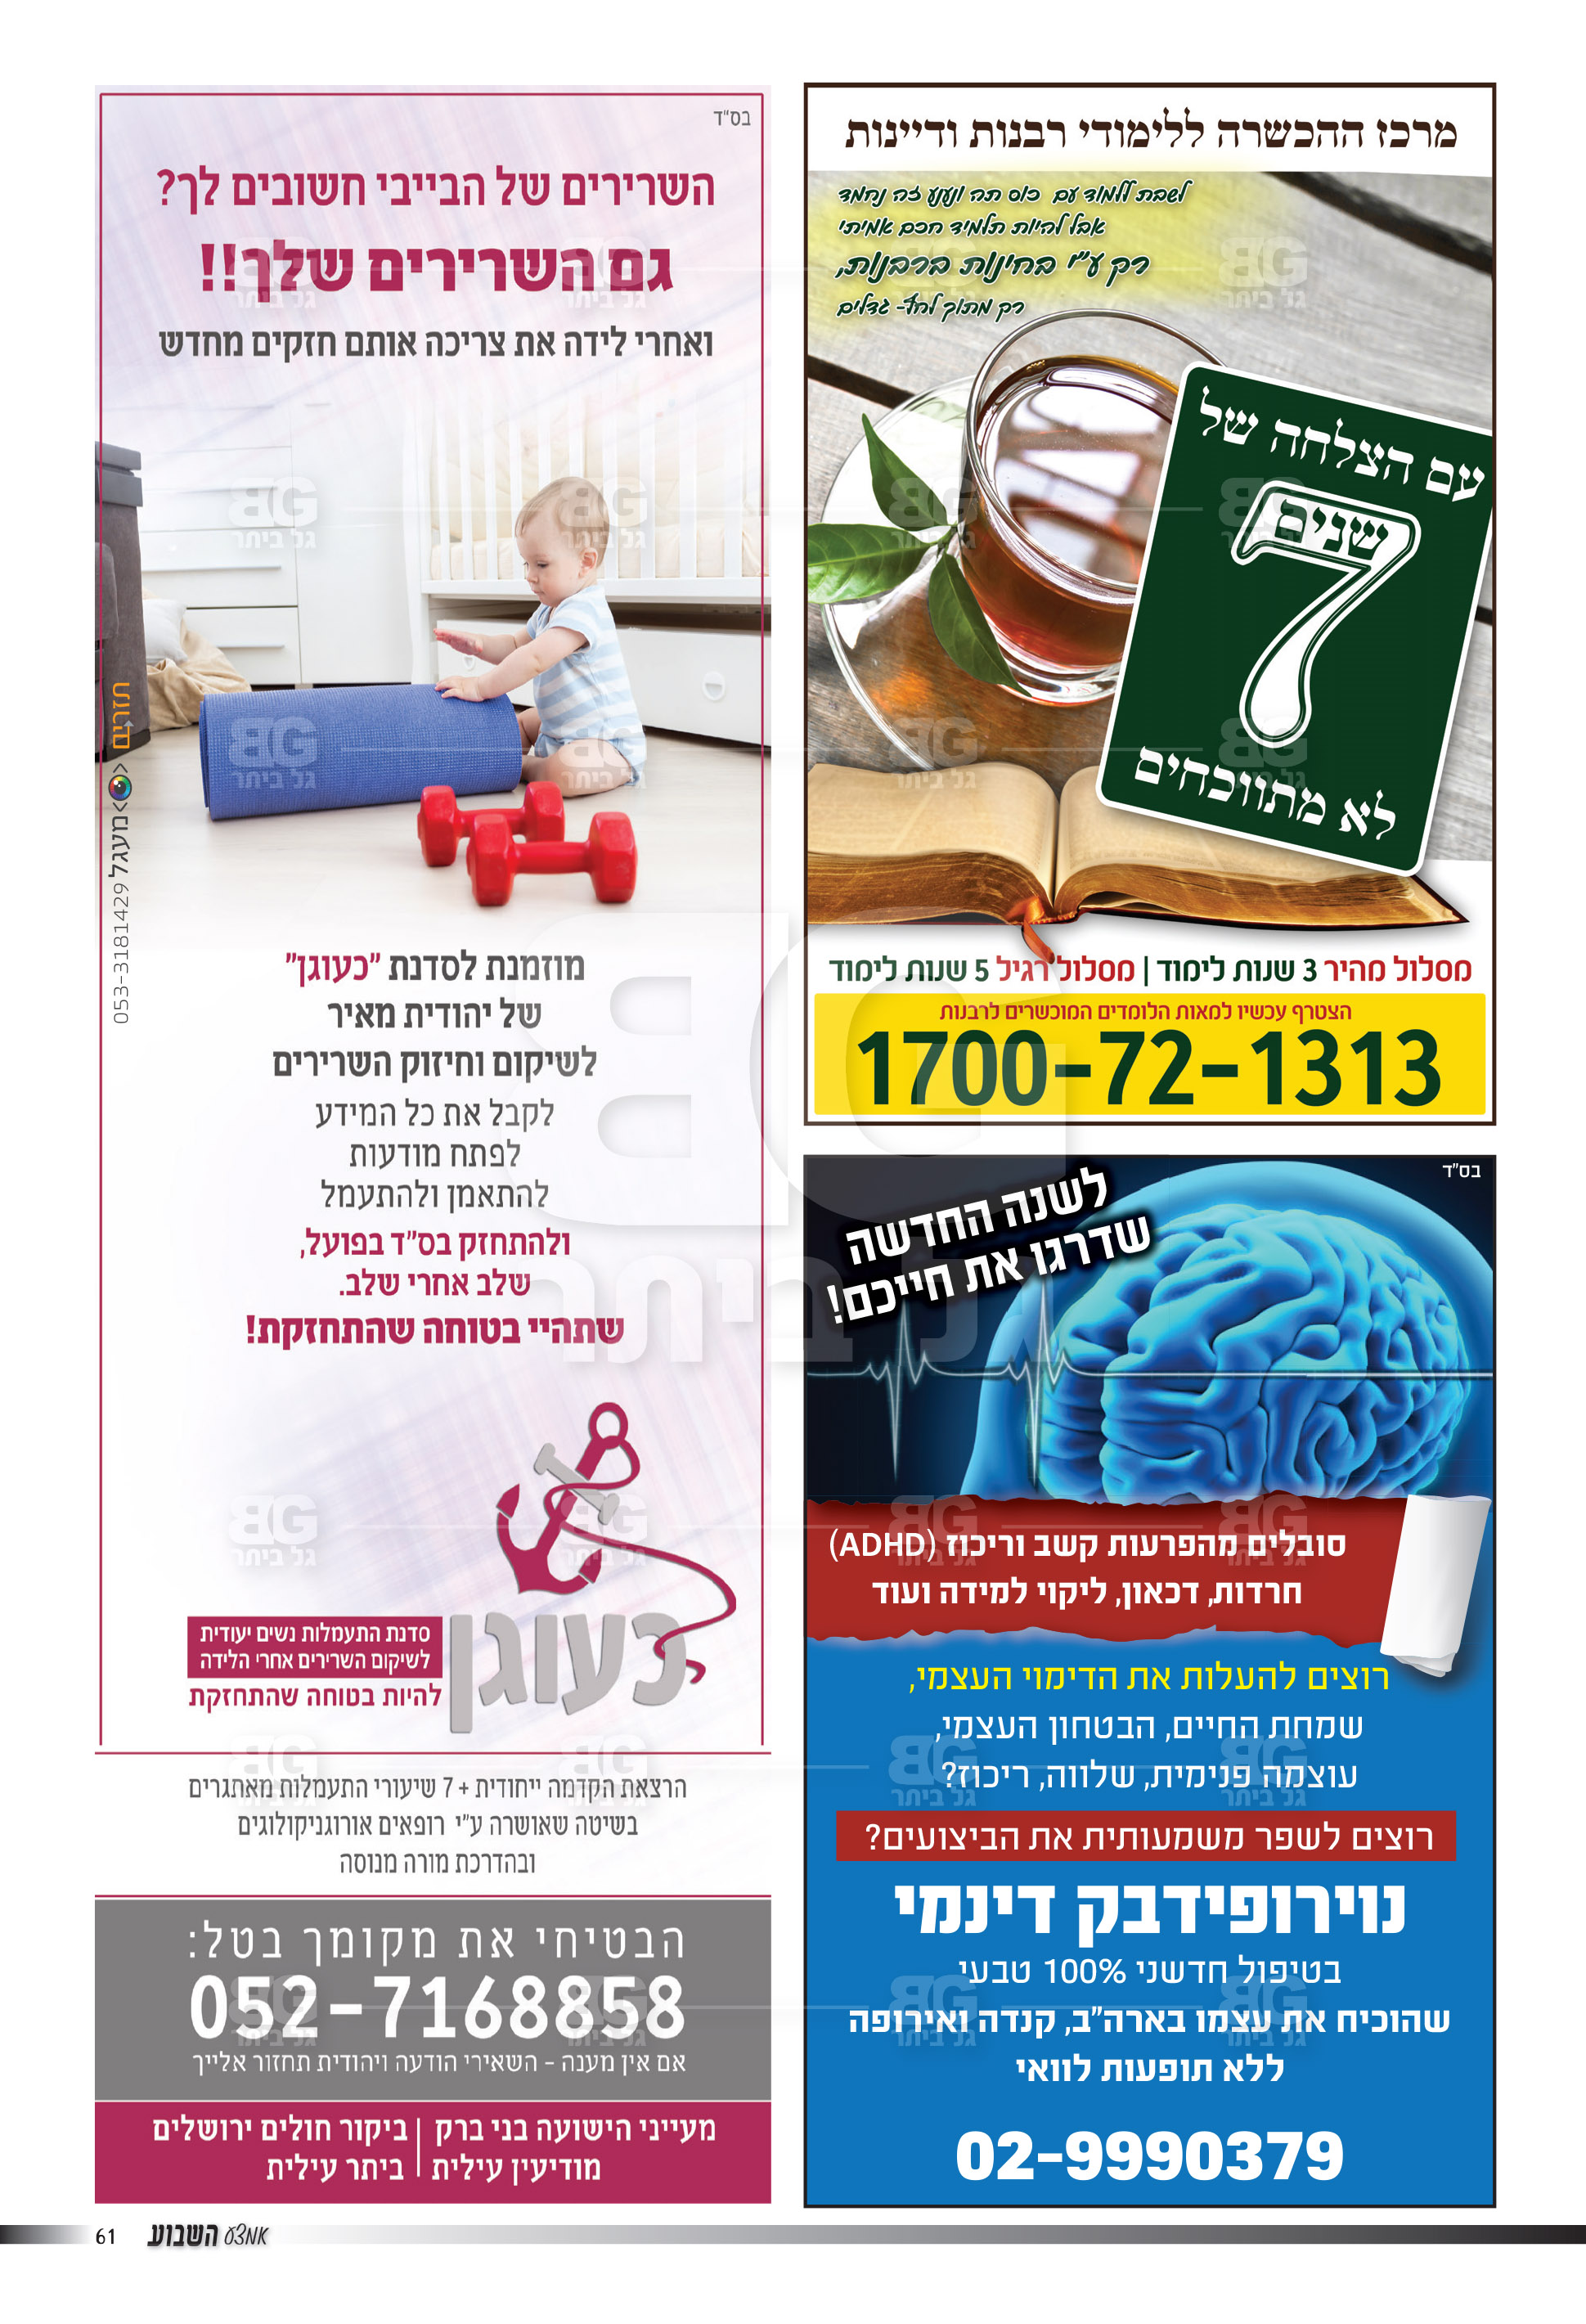 מרכז ההכשרה ללימודי רבנות ודיינות
לשבת ללמוד עם כוס תה ונענע זה נחמד
אבל להיות תלמיד חכם אמיתי
רק ע"י בחינות ברבנות,
רק מתוך לחץ- גדלים
עם הצלחה של
7
שנים
לא מתווכחים
מסלול מהיר 3 שנות לימוד | מסלול רגיל 5 שנות לימוד
הצטרף עכשיו למאות הלומדים המוכשרים לרבנות
1700-72-1313
בס"ד
לשנה החדשה
שדרגו את חייכם!
סובלים מהפרעות קשב וריכוז (ADHD)
חרדות, דכאון, ליקוי למידה ועוד
רוצים להעלות את הדימוי העצמי,
שמחת החיים, הבטחון העצמי,
עוצמה פנימית, שלווה, ריכוז?
רוצים לשפר משמעותית את הביצועים?
נוירופידבק דינמי
בטיפול חדשני 100% טבעי
שהוכיח את עצמו בארה"ב, קנדה ואירופה
ללא תופעות לוואי
02-9990379
בס"ד
השרירים של הבייבי חשובים לך?
גם השרירים שלך!!
ואחרי לידה את צריכה אותם חזקים מחדש
תזרים
<>מעגל 053-3181429
מוזמנת לסדנת "כעוגן"
של יהודית מאיר
לשיקום וחיזוק השרירים
לקבל את כל המידע
לפתח מודעות
להתאמן ולהתעמל
ולהתחזק בס"ד בפועל,
שלב אחרי שלב.
שתהיי בטוחה שהתחזקת!
כעוגן
סדנת התעמלות נשים יעודית
לשיקום השרירים אחרי הלידה
להיות בטוחה שהתחזקת
הרצאת הקדמה ייחודית + 7 שיעורי התעמלות מאתגרים
בשיטה שאושרה ע"י רופאים אורוגניקולוגים
ובהדרכת מורה מנוסה
הבטיחי את מקומך בטל:
052-7168858
אם אין מענה - השאירי הודעה ויהודית תחזור אלייך
מעייני הישועה בני ברק | ביקור חולים ירושלים
מודיעין עילית | ביתר עילית
אמצע השבוע 61
BG
גל ביתר